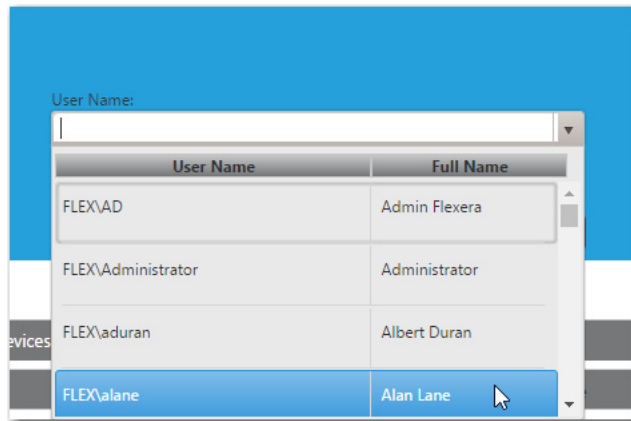 User Name:
User Name Full Name
FLEX\AD Admin Flexera
FLEX\Administrator Administrator
FLEX\aduran Albert Duran
evices
FLEX\alane Alan Lane